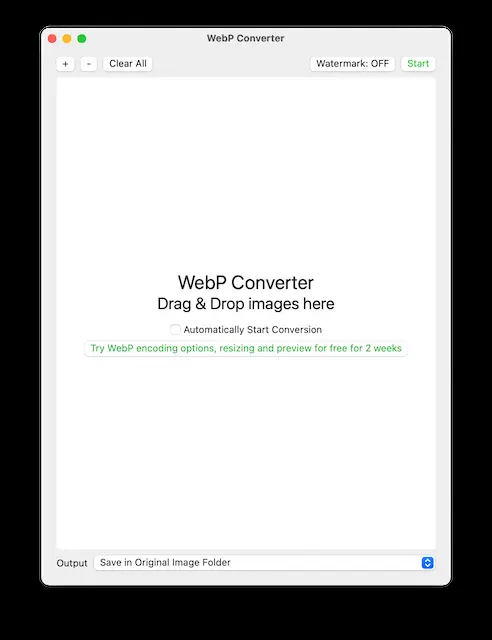 WebP Converter
+ - Clear All Watermark: OFF Start
WebP Converter
Drag & Drop images here
Automatically Start Conversion
Try WebP encoding options, resizing and preview for free for 2 weeks
Output Save in Original Image Folder